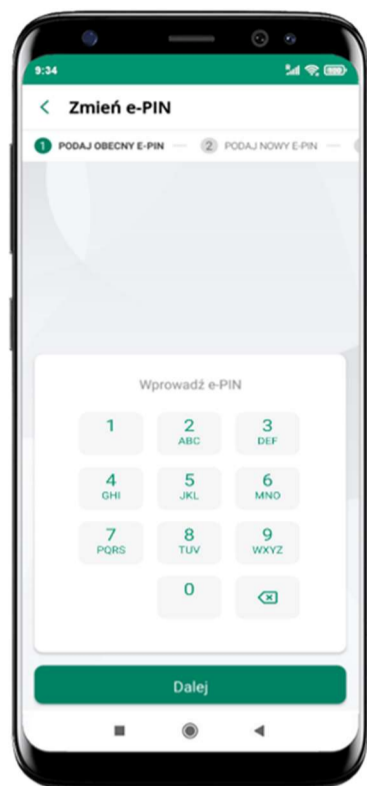 9:34
Zmień e-PIN
1 PODAJ OBECNY E-PIN 2 PODAJ NOWY E-PIN
Wprowadź e-PIN
1 2 3
ABC DEF
4 5 6
GHI JKL MNO
7 8 9
PQRS TUV WXYZ
0
Dalej